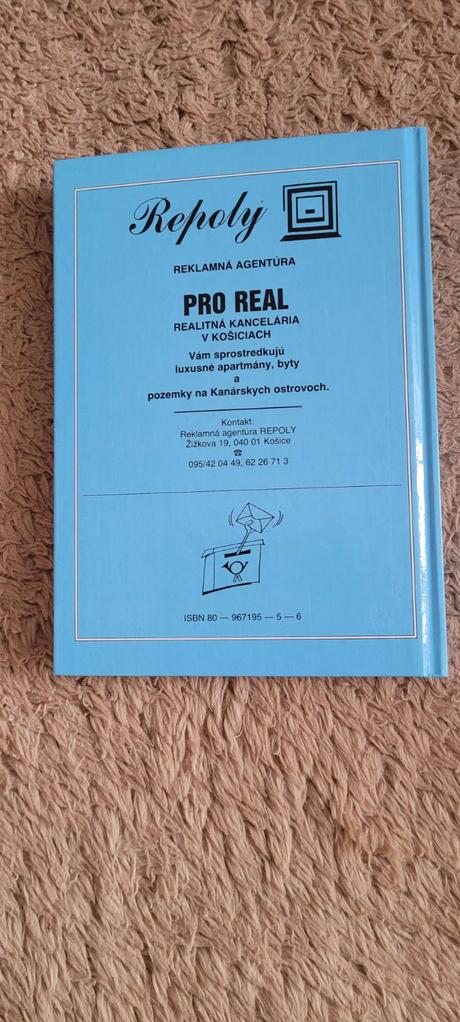 Repoly
REKLAMNÁ AGENTÚRA
PRO REAL
REALITNÁ KANCELÁRIA
V KOŠICIACH
Vám sprostredkujú
luxusné apartmány, byty
a
pozemky na Kanárskych ostrovoch.
Kontakt:
Reklamná agentúra REPOLY
Žižkova 19, 040 01 Košice
☎
095/42 04 49, 62 26 71 3
ISBN 80 — 967195 — 5 — 6